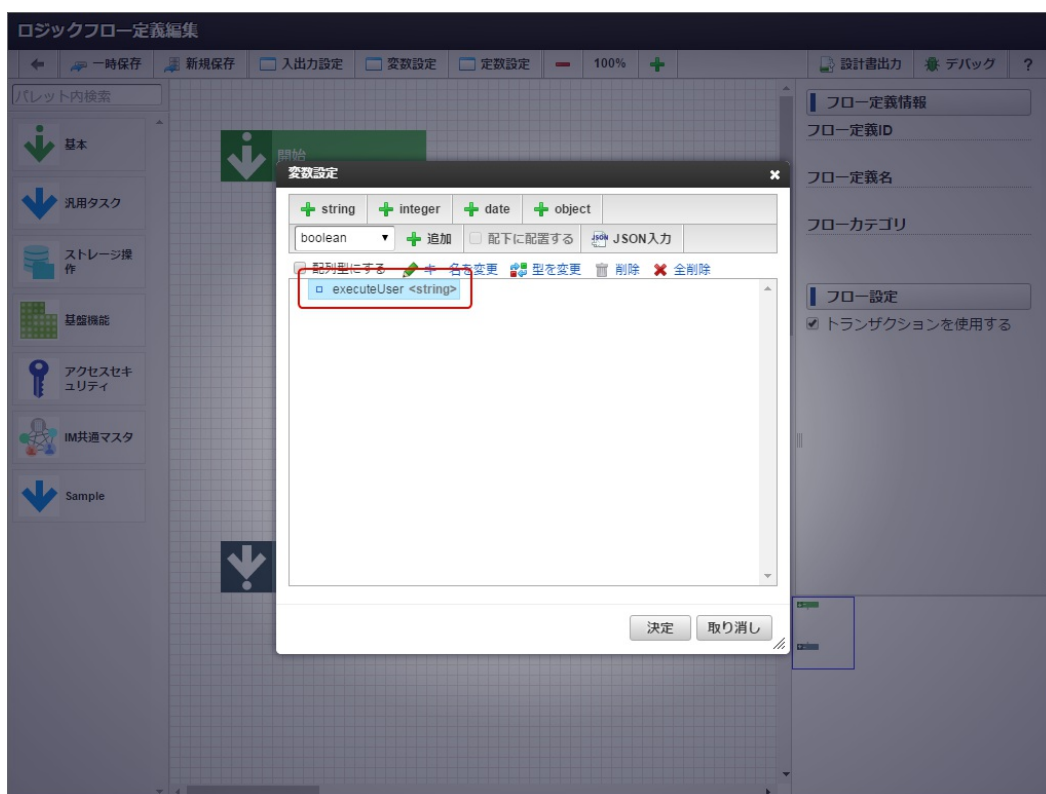 ロジックフロー定義編集
一時保存 新規保存 入出力設定 変数設定 定数設定 100% 設計書出力 デバッグ ?
パレット内検索
基本
汎用タスク
ストレージ操
作
基盤機能
アクセスセキ
ュリティ
IM共通マスタ
Sample
開始
変数設定
string integer date object
boolean 追加 配下に配置する JSON JSON入力
配列型にする キー名を変更 型を変更 削除 全削除
executeUser <string>
決定 取り消し
フロー定義情報
フロー定義ID
フロー定義名
フローカテゴリ
フロー設定
トランザクションを使用する